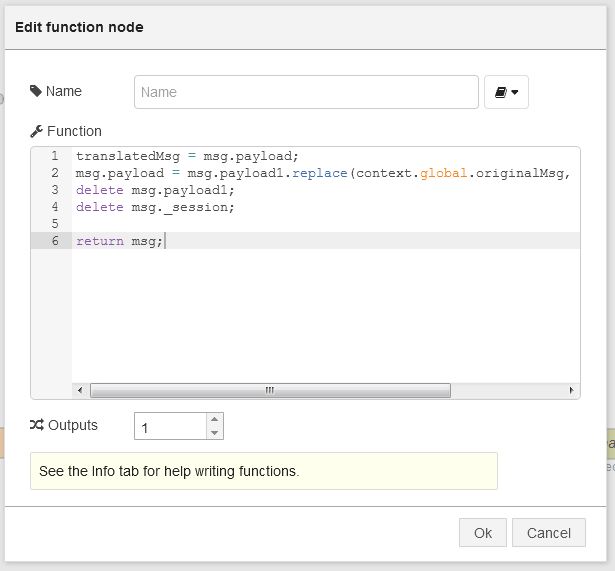 Edit function node
Name
Name
Function
1 translatedMsg = msg.payload;
2 msg.payload = msg.payload1.replace(context.global.originalMsg,
3 delete msg.payload1;
4 delete msg._session;
5
6 return msg;
Outputs
1
See the Info tab for help writing functions.
Ok
Cancel